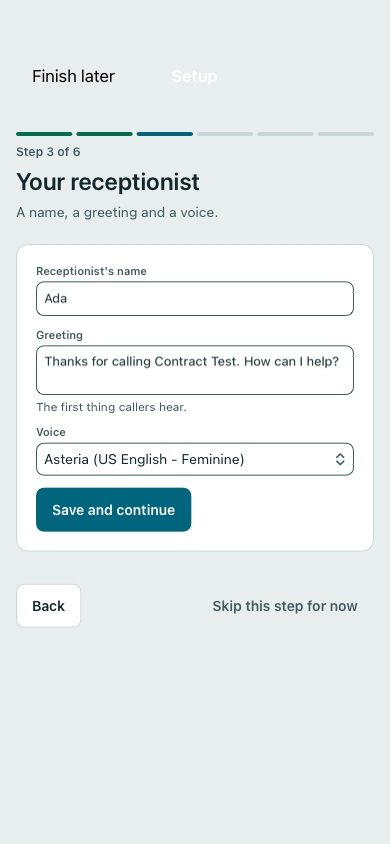 Finish later
Setup
Step 3 of 6
Your receptionist
A name, a greeting and a voice.
Receptionist's name
Ada
Greeting
Thanks for calling Contract Test. How can I help?
The first thing callers hear.
Voice
Asteria (US English - Feminine)
Save and continue
Back
Skip this step for now